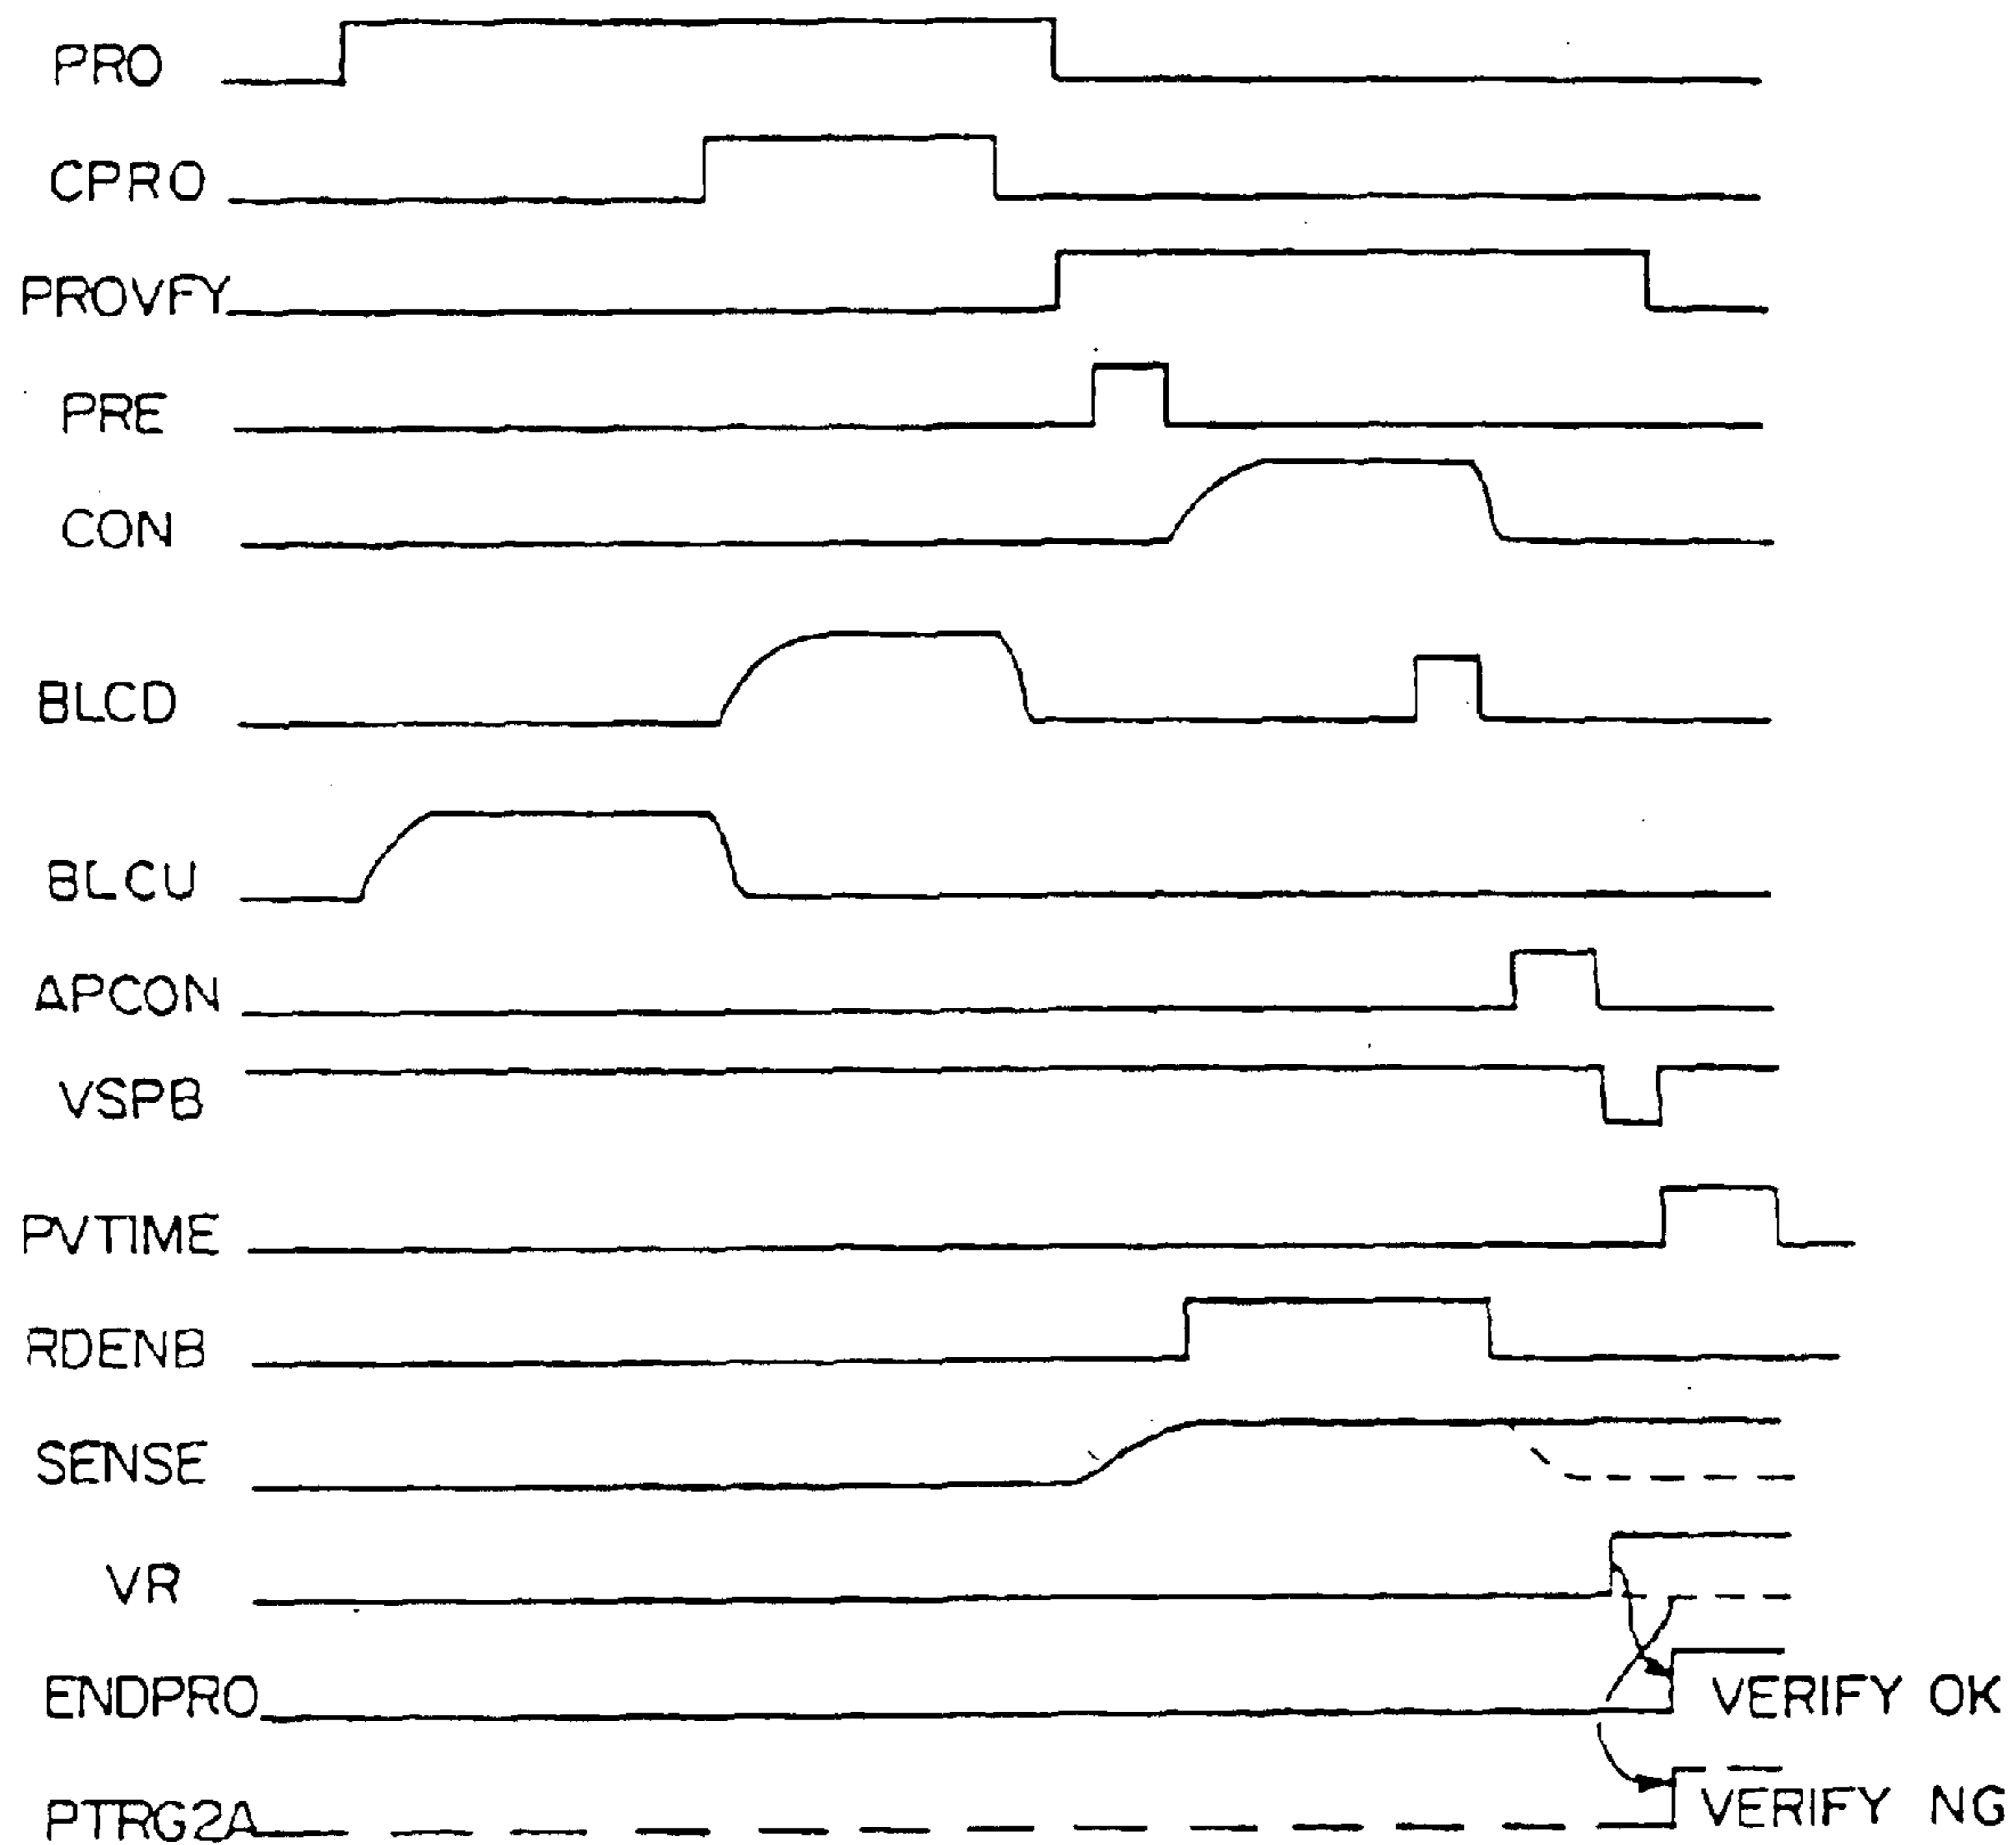 PRO
CPRO
PROVFY
PRE
CON
BLCD
BLCU
APCON
VSPB
PVTIME
RDENB
SENSE
VR
ENDPRO VERIFY OK
PTRG2A VERIFY NG